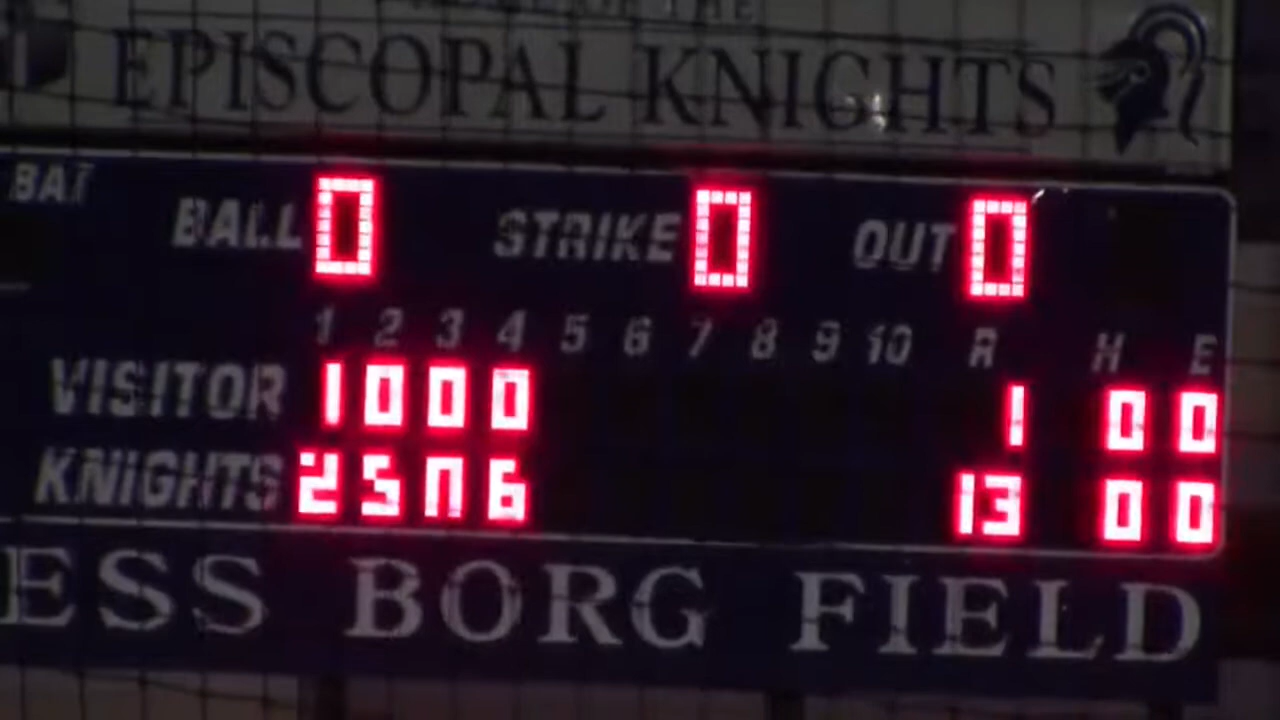 OF THE
EPISCOPAL KNIGHTS
BAT
BALL 0 STRIKE 0 OUT 0
1 2 3 4 5 6 7 8 9 10 R H E
VISITOR 1 0 0 0 1 0 0
KNIGHTS 2 5 0 6 13 0 0
ESS BORG FIELD